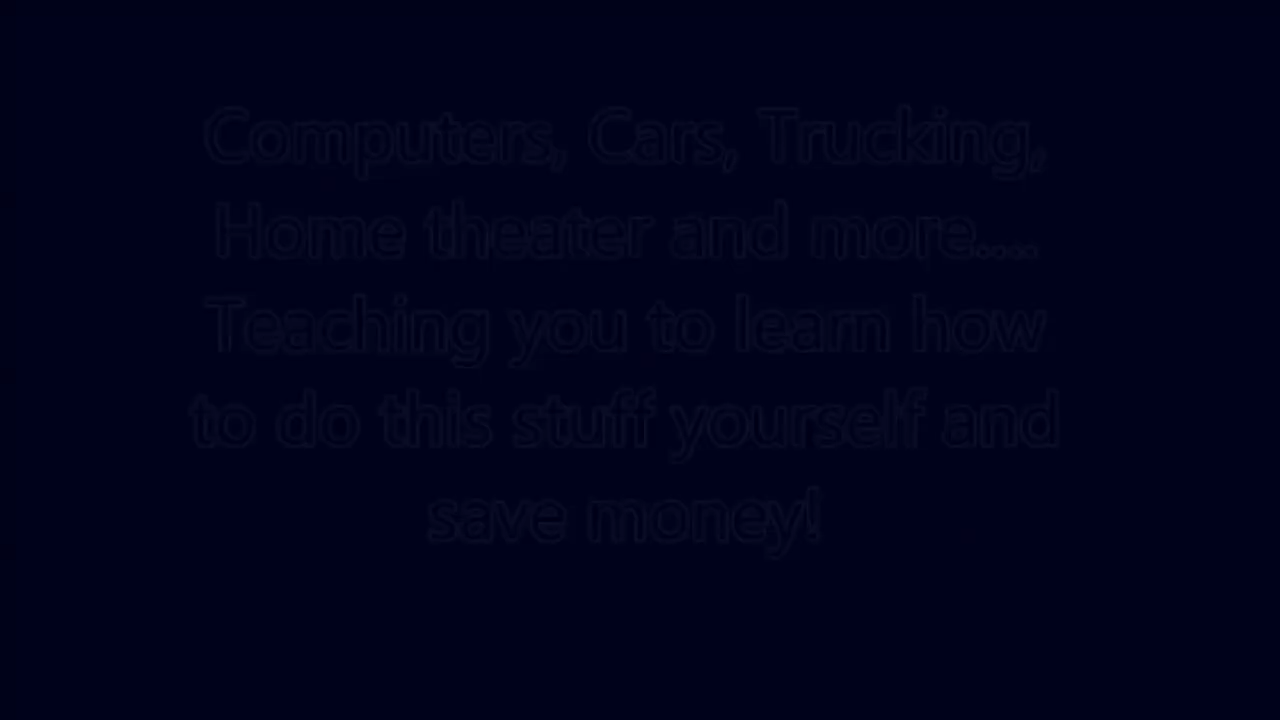 Computers, Cars, Trucking,
Home theater and more....
Teaching you to learn how
to do this stuff yourself and
save money!